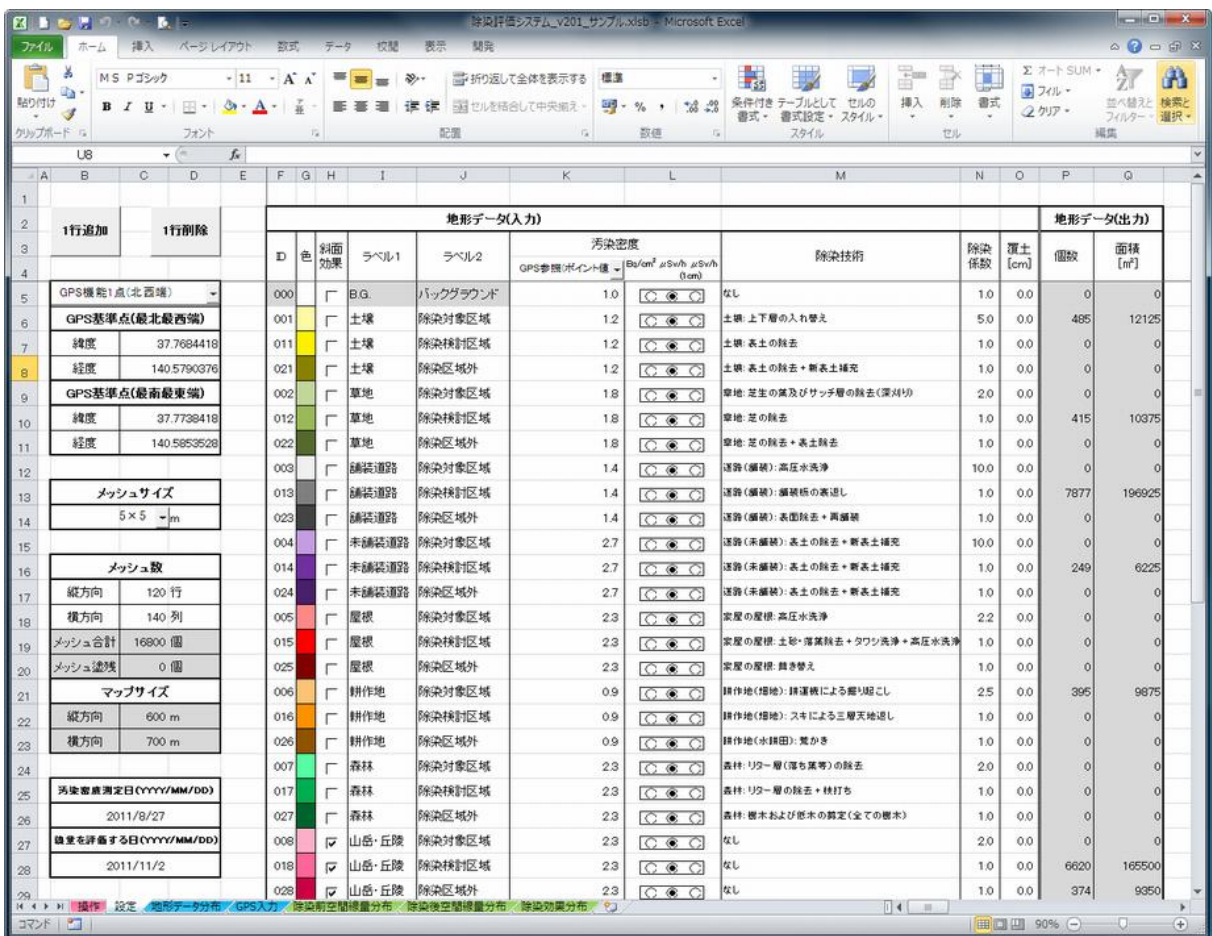 除染評価システム_v201_サンプル.xlsb - Microsoft Excel
ファイル ホーム 挿入 ページ レイアウト 数式 データ 校閲 表示 開発
貼り付け MS Pゴシック 11 A A 折り返して全体を表示する 標準 条件付き書式 テーブルとして書式設定 セルのスタイル 挿入 削除 書式 Σ オート SUM フィル クリア 並べ替えとフィルター 検索と選択
B I U A セルを結合して中央揃え % ,
クリップボード フォント 配置 数値 スタイル セル 編集
U8 fx
A B C D E F G H I J K L M N O P Q
1
2 1行追加 1行削除 地形データ(入力) 地形データ(出力)
3 ID 色 斜面効果 ラベル1 ラベル2 汚染密度 除染技術 除染係数 覆土[cm] 個数 面積[㎡]
4 GPS参照(ポイント値 Bq/cm² μSv/h μSv/h (1cm)
5 GPS機能1点(北西端) 000 B.G. バックグラウンド 1.0 なし 1.0 0.0 0 0
6 GPS基準点(最北最西端) 001 土壌 除染対象区域 1.2 土壌: 上下層の入れ替え 5.0 0.0 485 12125
7 緯度 37.7684418 011 土壌 除染検討区域 1.2 土壌: 表土の除去 1.0 0.0 0 0
8 経度 140.5790376 021 土壌 除染区域外 1.2 土壌: 表土の除去+新表土補充 1.0 0.0 0 0
9 GPS基準点(最南最東端) 002 草地 除染対象区域 1.8 草地: 芝生の葉及びサッチ層の除去(深刈り) 2.0 0.0 0 0
10 緯度 37.7738418 012 草地 除染検討区域 1.8 草地: 芝の除去 1.0 0.0 415 10375
11 経度 140.5853528 022 草地 除染区域外 1.8 草地: 芝の除去+表土除去 1.0 0.0 0 0
12 003 舗装道路 除染対象区域 1.4 道路(舗装): 高圧水洗浄 10.0 0.0 0 0
13 メッシュサイズ 013 舗装道路 除染検討区域 1.4 道路(舗装): 舗装板の裏返し 1.0 0.0 7877 196925
14 5×5 m 023 舗装道路 除染区域外 1.4 道路(舗装): 表面除去+再舗装 1.0 0.0 0 0
15 004 未舗装道路 除染対象区域 2.7 道路(未舗装): 表土の除去+新表土補充 10.0 0.0 0 0
16 メッシュ数 014 未舗装道路 除染検討区域 2.7 道路(未舗装): 表土の除去+新表土補充 1.0 0.0 249 6225
17 縦方向 120 行 024 未舗装道路 除染区域外 2.7 道路(未舗装): 表土の除去+新表土補充 1.0 0.0 0 0
18 横方向 140 列 005 屋根 除染対象区域 2.3 家屋の屋根: 高圧水洗浄 2.2 0.0 0 0
19 メッシュ合計 16800 個 015 屋根 除染検討区域 2.3 家屋の屋根: 土砂・落葉除去+タワシ洗浄+高圧水洗浄 1.0 0.0 0 0
20 メッシュ塗残 0 個 025 屋根 除染区域外 2.3 家屋の屋根: 葺き替え 1.0 0.0 0 0
21 マップサイズ 006 耕作地 除染対象区域 0.9 耕作地(畑地): 耕運機による掘り起こし 2.5 0.0 395 9875
22 縦方向 600 m 016 耕作地 除染検討区域 0.9 耕作地(畑地): スキによる三層天地返し 1.0 0.0 0 0
23 横方向 700 m 026 耕作地 除染区域外 0.9 耕作地(水耕田): 荒かき 1.0 0.0 0 0
24 007 森林 除染対象区域 2.3 森林: リター層(落ち葉等)の除去 2.0 0.0 0 0
25 汚染密度測定日(YYYY/MM/DD) 017 森林 除染検討区域 2.3 森林: リター層の除去+枝打ち 1.0 0.0 0 0
26 2011/8/27 027 森林 除染区域外 2.3 森林: 樹木および低木の剪定(全ての樹木) 1.0 0.0 0 0
27 線量を評価する日(YYYY/MM/DD) 008 山岳・丘陵 除染対象区域 2.3 なし 2.0 0.0 0 0
28 2011/11/2 018 山岳・丘陵 除染検討区域 2.3 なし 1.0 0.0 6620 165500
29 028 山岳・丘陵 除染区域外 2.3 なし 1.0 0.0 374 9350
操作 設定 地形データ分布 GPS入力 除染前空間線量分布 除染後空間線量分布 除染効果分布
コマンド 90%